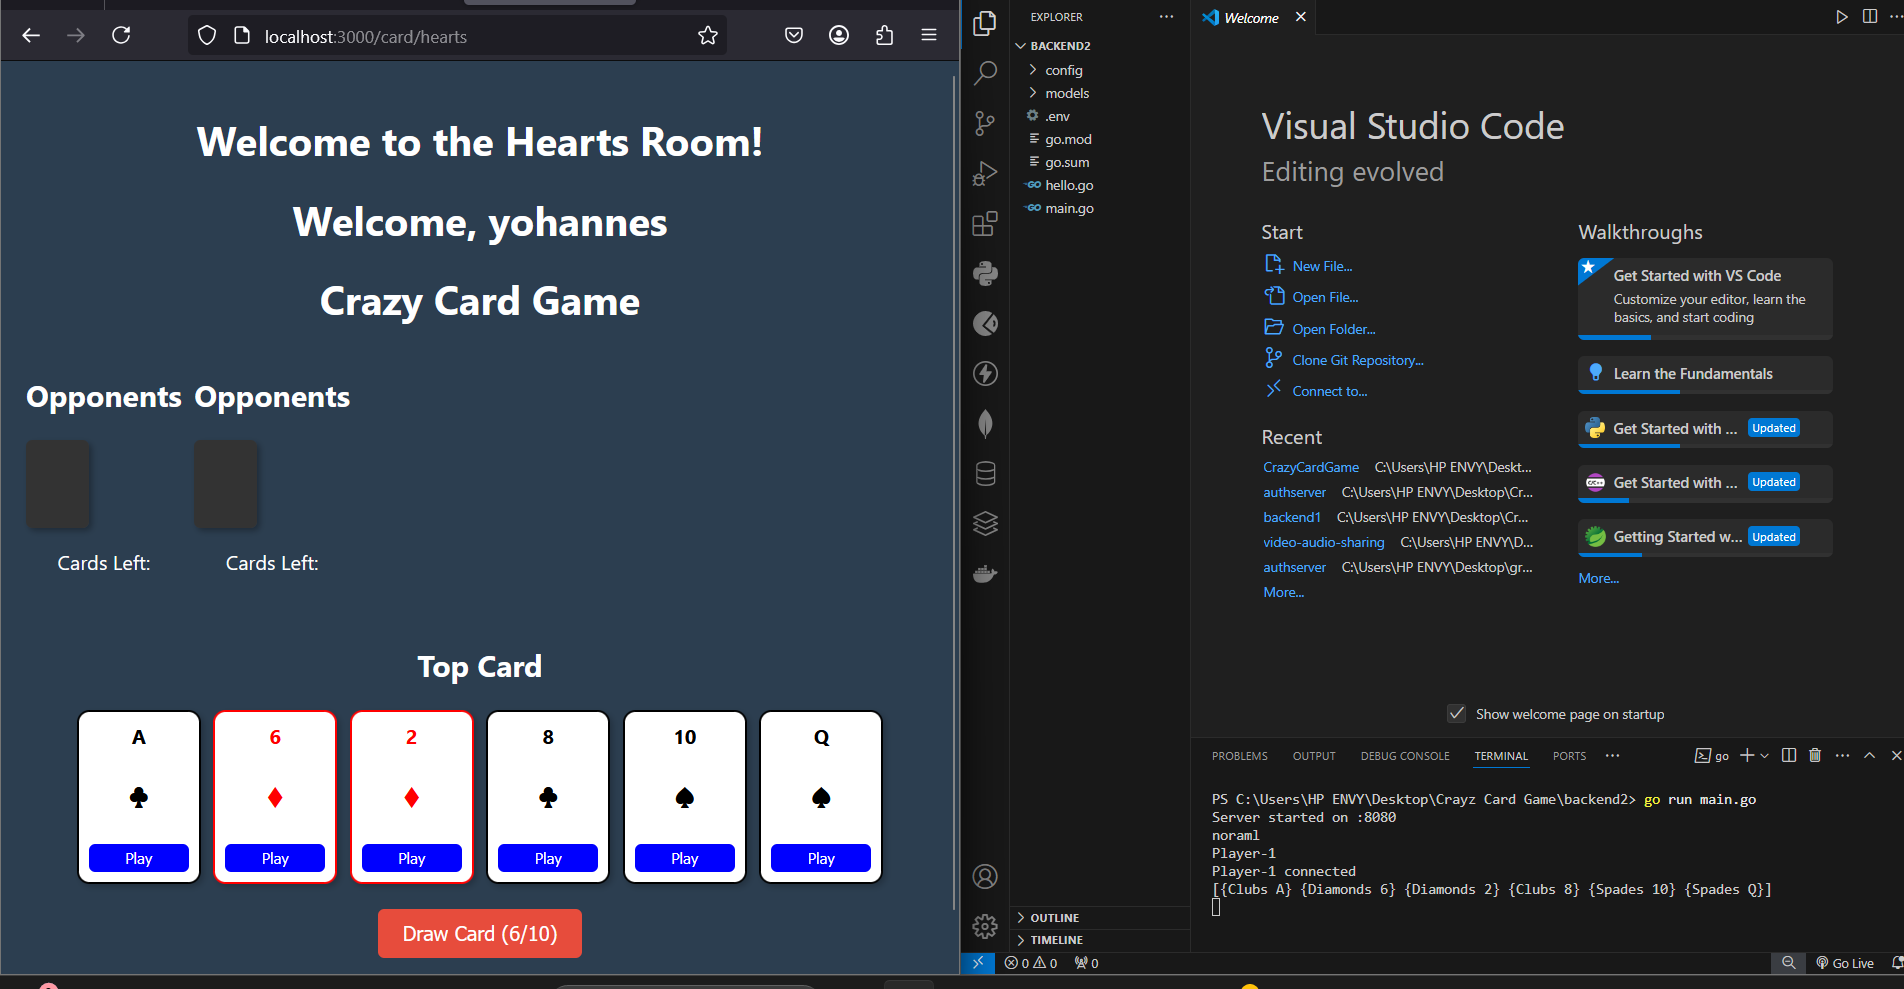 localhost:3000/card/hearts
Welcome to the Hearts Room!
Welcome, yohannes
Crazy Card Game
Opponents Opponents
Cards Left: Cards Left:
Top Card
A 6 2 8 10 Q
♣ ♦ ♦ ♣ ♠ ♠
Play Play Play Play Play Play
Draw Card (6/10)
EXPLORER
BACKEND2
config
models
.env
go.mod
go.sum
GO hello.go
GO main.go
OUTLINE
TIMELINE
Welcome
Visual Studio Code
Editing evolved
Start
New File...
Open File...
Open Folder...
Clone Git Repository...
Connect to...
Recent
CrazyCardGame C:\Users\HP ENVY\Deskt...
authserver C:\Users\HP ENVY\Desktop\Cr...
backend1 C:\Users\HP ENVY\Desktop\Cr...
video-audio-sharing C:\Users\HP ENVY\D...
authserver C:\Users\HP ENVY\Desktop\gr...
More...
Walkthroughs
Get Started with VS Code
Customize your editor, learn the
basics, and start coding
Learn the Fundamentals
Get Started with ... Updated
C/C++ Get Started with ... Updated
Getting Started w... Updated
More...
Show welcome page on startup
PROBLEMS OUTPUT DEBUG CONSOLE TERMINAL PORTS ··· go
PS C:\Users\HP ENVY\Desktop\Crayz Card Game\backend2> go run main.go
Server started on :8080
noraml
Player-1
Player-1 connected
[{Clubs A} {Diamonds 6} {Diamonds 2} {Clubs 8} {Spades 10} {Spades Q}]
0 0 0 Go Live